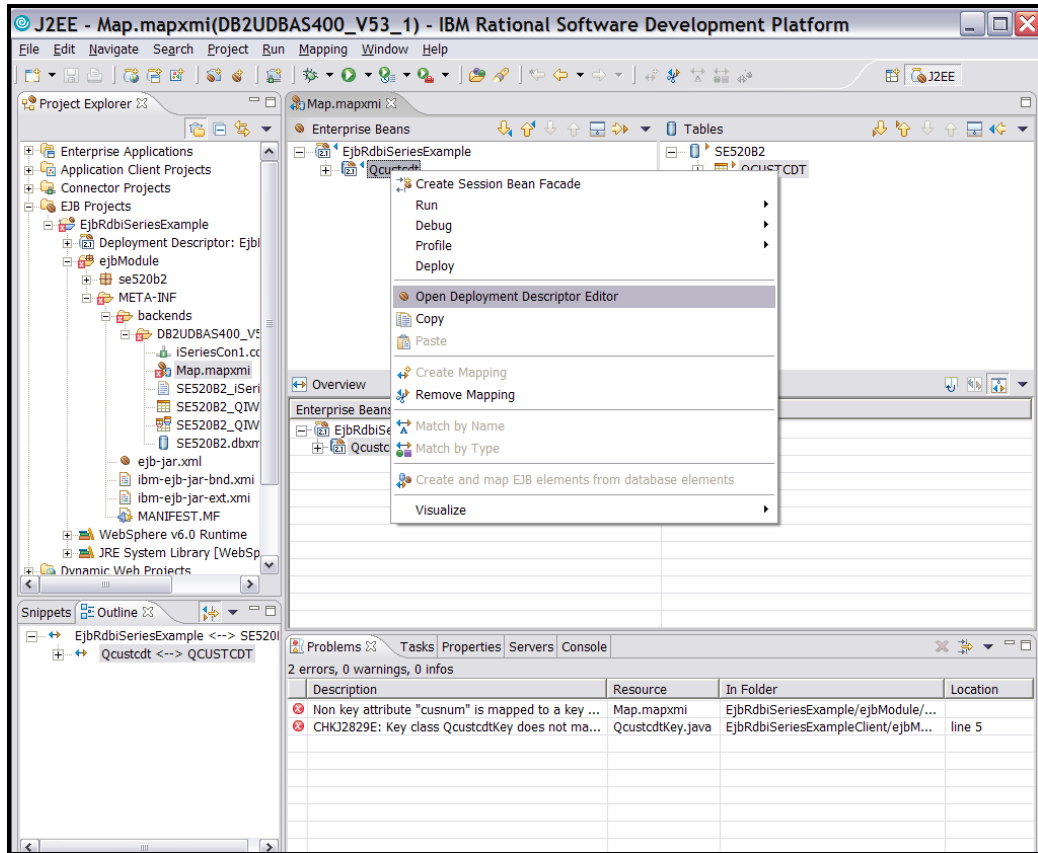 J2EE - Map.mapxmi(DB2UDBAS400_V53_1) - IBM Rational Software Development Platform
File Edit Navigate Search Project Run Mapping Window Help
J2EE
Project Explorer
Enterprise Applications
Application Client Projects
Connector Projects
EJB Projects
EjbRdbiSeriesExample
Deployment Descriptor: Ejbl
ejbModule
se520b2
META-INF
backends
DB2UDBAS400_V5
iSeriesCon1.cc
Map.mapxmi
SE520B2_iSeri
SE520B2_QIW
SE520B2_QIW
SE520B2.dbxm
ejb-jar.xml
ibm-ejb-jar-bnd.xmi
ibm-ejb-jar-ext.xmi
MANIFEST.MF
WebSphere v6.0 Runtime
JRE System Library [WebSp
Dynamic Web Projects
Snippets Outline
EjbRdbiSeriesExample <--> SE520
Qcustcdt <--> QCUSTCDT
Map.mapxmi
Enterprise Beans Tables
EjbRdbiSeriesExample SE520B2
Qcustcdt QCUSTCDT
Create Session Bean Facade
Run
Debug
Profile
Deploy
Open Deployment Descriptor Editor
Copy
Paste
Create Mapping
Remove Mapping
Match by Name
Match by Type
Create and map EJB elements from database elements
Visualize
Overview
Enterprise Beans
EjbRdbiSe
Qcustc
Problems Tasks Properties Servers Console
2 errors, 0 warnings, 0 infos
Description Resource In Folder Location
Non key attribute "cusnum" is mapped to a key ... Map.mapxmi EjbRdbiSeriesExample/ejbModule/...
CHKJ2829E: Key class QcustcdtKey does not ma... QcustcdtKey.java EjbRdbiSeriesExampleClient/ejbM... line 5